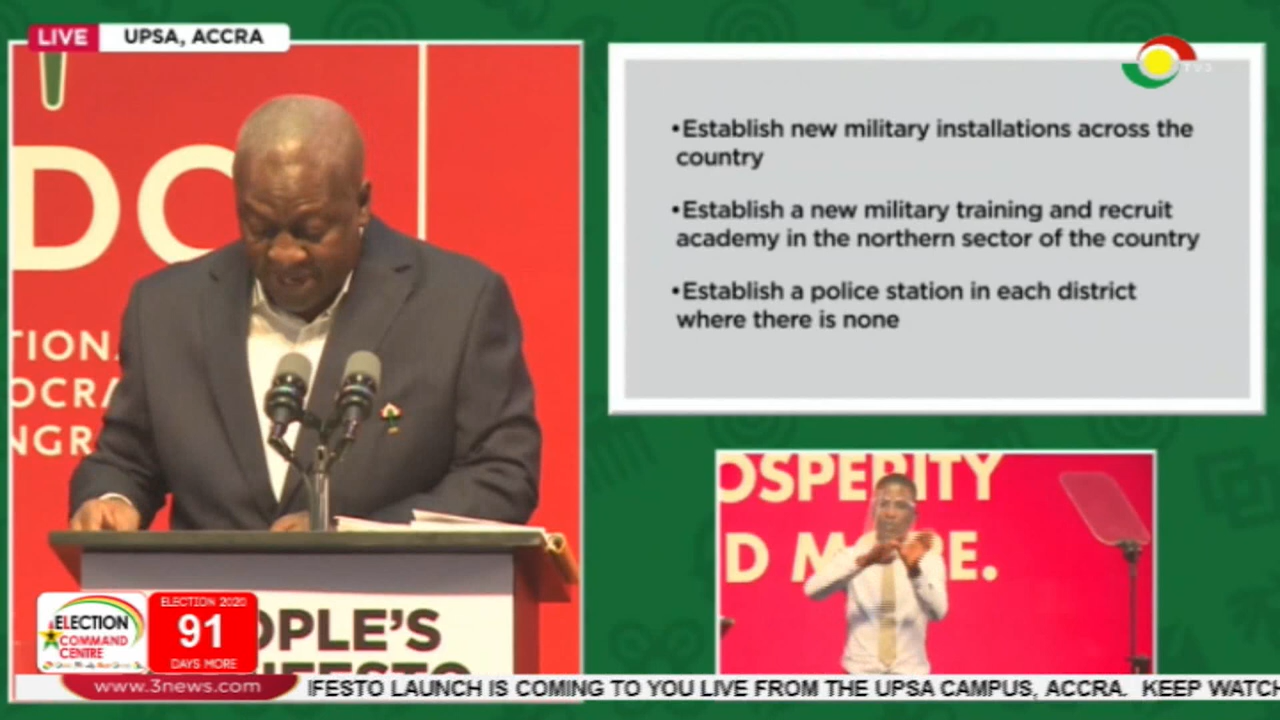 LIVE
UPSA, ACCRA
DC
TION
OCRA
NGR
•Establish new military installations across the
country
•Establish a new military training and recruit
academy in the northern sector of the country
•Establish a police station in each district
where there is none
OSPERITY
D M RE.
ELECTION
COMMAND
CENTRE
ELECTION 2020
91
DAYS MORE
OPLE'S
IFESTO
www.3news.com
IFESTO LAUNCH IS COMING TO YOU LIVE FROM THE UPSA CAMPUS, ACCRA. KEEP WATCH